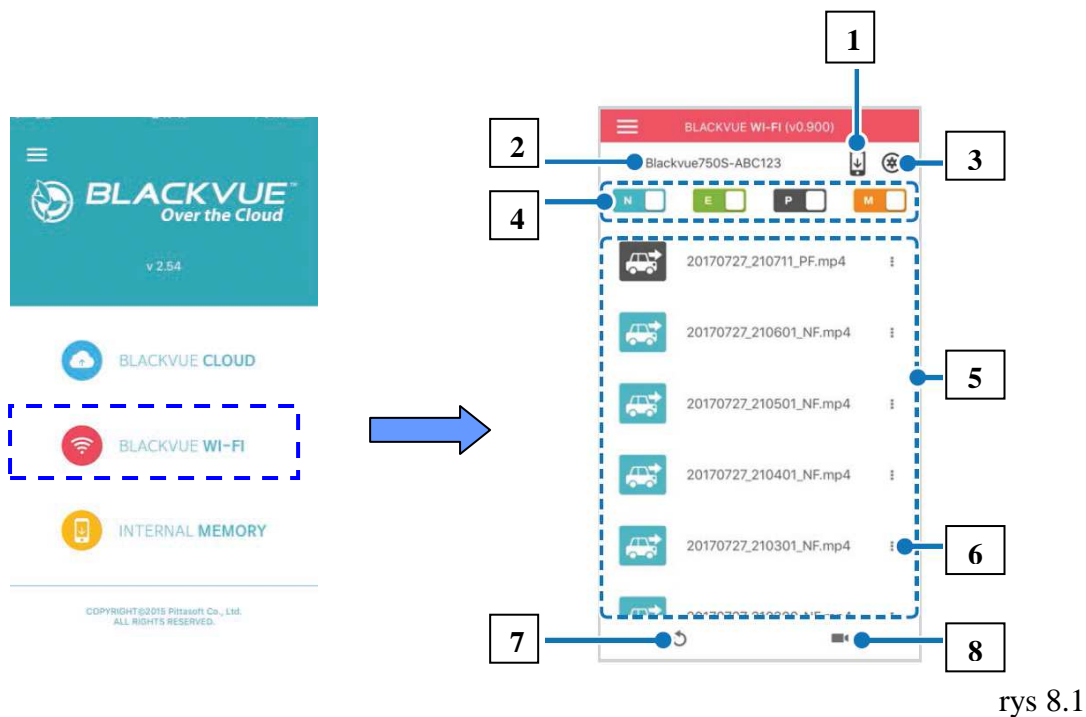 BLACKVUE™
Over the Cloud
v 2.54
BLACKVUE CLOUD
BLACKVUE WI-FI
INTERNAL MEMORY
COPYRIGHT©2015 Pittasoft Co., Ltd.
ALL RIGHTS RESERVED.
1
BLACKVUE WI-FI (v0.900)
2
Blackvue750S-ABC123
3
4
N E P M
20170727_210711_PF.mp4
20170727_210601_NF.mp4
5
20170727_210501_NF.mp4
20170727_210401_NF.mp4
20170727_210301_NF.mp4
6
7
8
rys 8.1